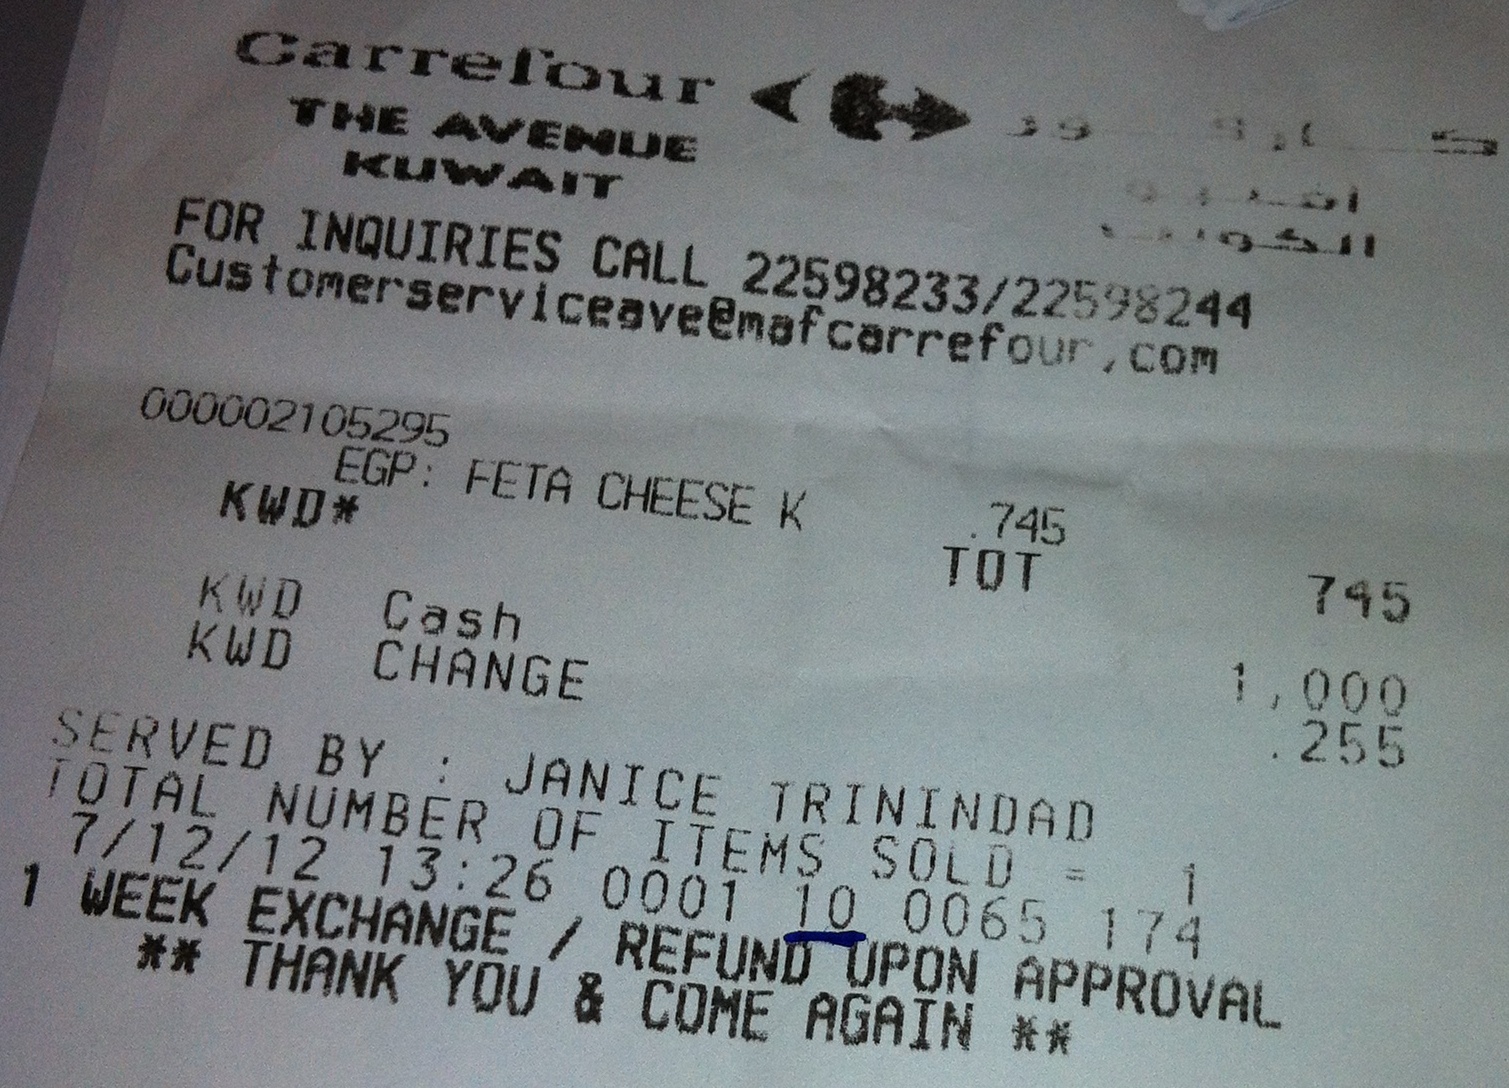 Carrefour
THE AVENUE
KUWAIT
الكويت
FOR INQUIRIES CALL 22598233/22598244
Customerserviceave@mafcarrefour.com
000002105295
EGP: FETA CHEESE K .745
KWD* TOT 745
KWD Cash 1,000
KWD CHANGE .255
SERVED BY : JANICE TRININDAD
TOTAL NUMBER OF ITEMS SOLD = 1
7/12/12 13:26 0001 10 0065 174
1 WEEK EXCHANGE / REFUND UPON APPROVAL
** THANK YOU & COME AGAIN **